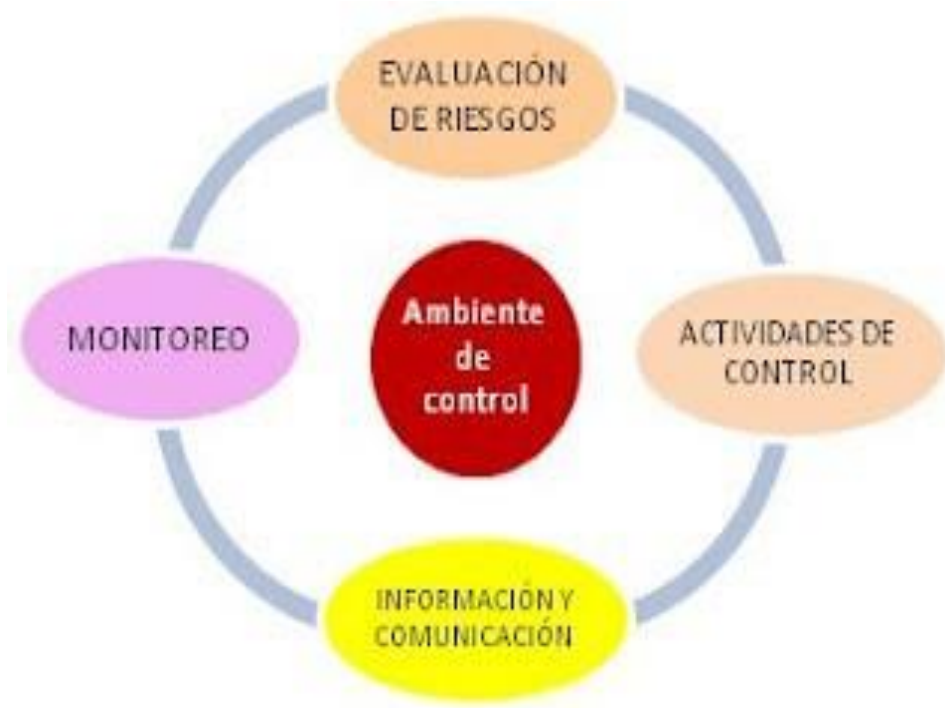 EVALUACIÓN
DE RIESGOS
Ambiente
de
control
MONITOREO
ACTIVIDADES DE
CONTROL
INFORMACIÓN Y
COMUNICACIÓN